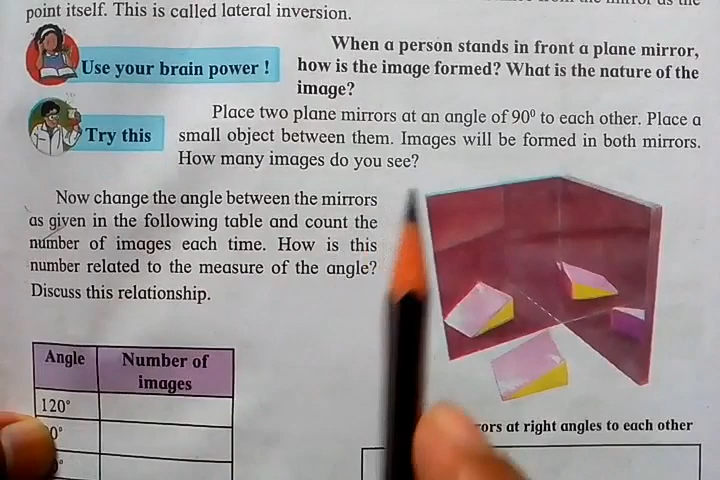 point itself. This is called lateral inversion.
Use your brain power !
When a person stands in front a plane mirror,
how is the image formed? What is the nature of the
image?
Try this
Place two plane mirrors at an angle of 90⁰ to each other. Place a
small object between them. Images will be formed in both mirrors.
How many images do you see?
Now change the angle between the mirrors
as given in the following table and count the
number of images each time. How is this
number related to the measure of the angle?
Discuss this relationship.
Angle Number of
images
120°
at right angles to each other